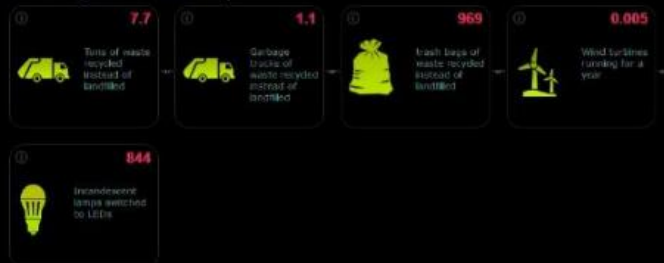 7.7
Tons of waste
recycled
instead of
landfilled
1.1
Garbage
trucks of
waste recycled
instead of
landfilled
969
trash bags of
waste recycled
instead of
landfilled
0.005
Wind turbines
running for a
year
844
Incandescent
lamps switched
to LEDs